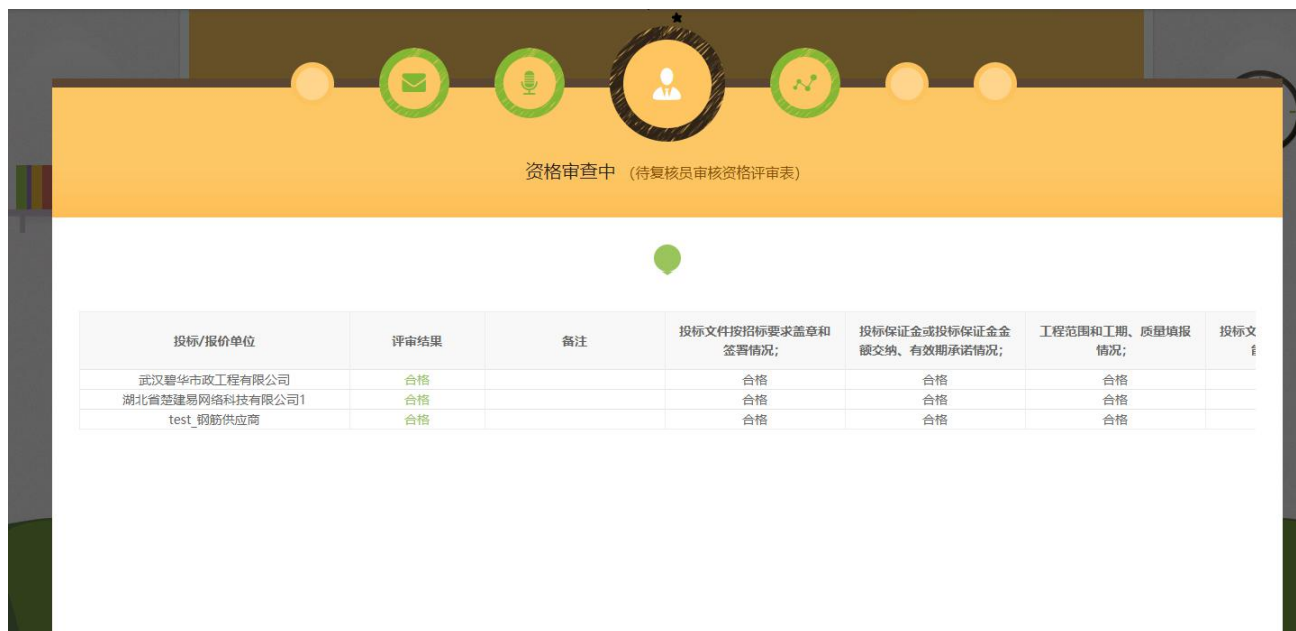 资格审查中 (待复核员审核资格评审表)
投标/报价单位 评审结果 备注 投标文件按招标要求盖章和 投标保证金或投标保证金金 工程范围和工期、质量填报 投标文
签署情况； 额交纳、有效期承诺情况； 情况；
武汉碧华市政工程有限公司 合格 合格 合格 合格
湖北省楚建易网络科技有限公司1 合格 合格 合格 合格
test_钢筋供应商 合格 合格 合格 合格